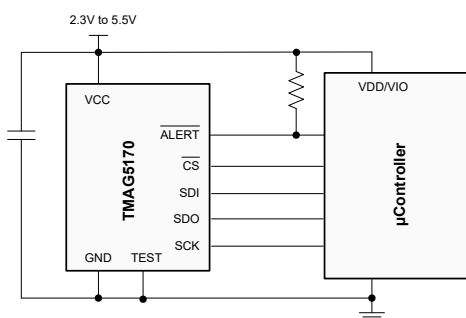 2.3V to 5.5V
VCC
VDD/VIO
ALERT
CS
SDI
SDO
SCK
GND TEST
TMAG5170
µController